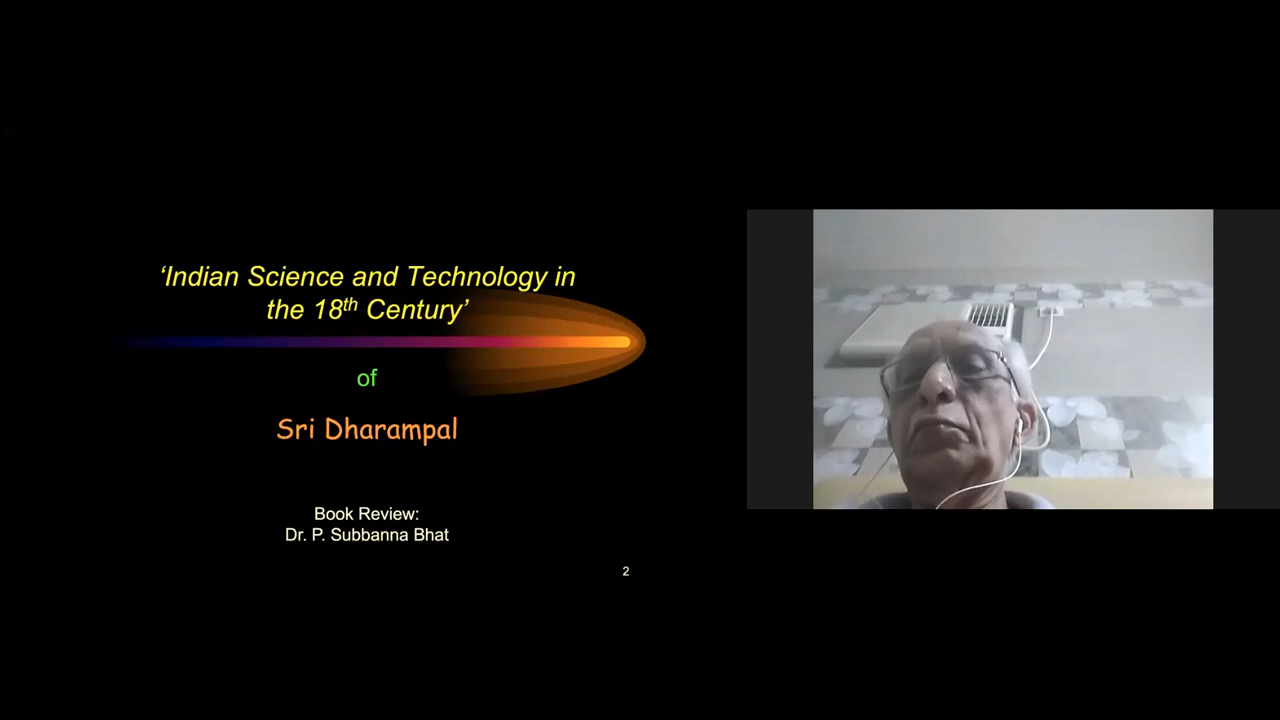 ‘Indian Science and Technology in
the 18th Century’
of
Sri Dharampal
Book Review:
Dr. P. Subbanna Bhat
2